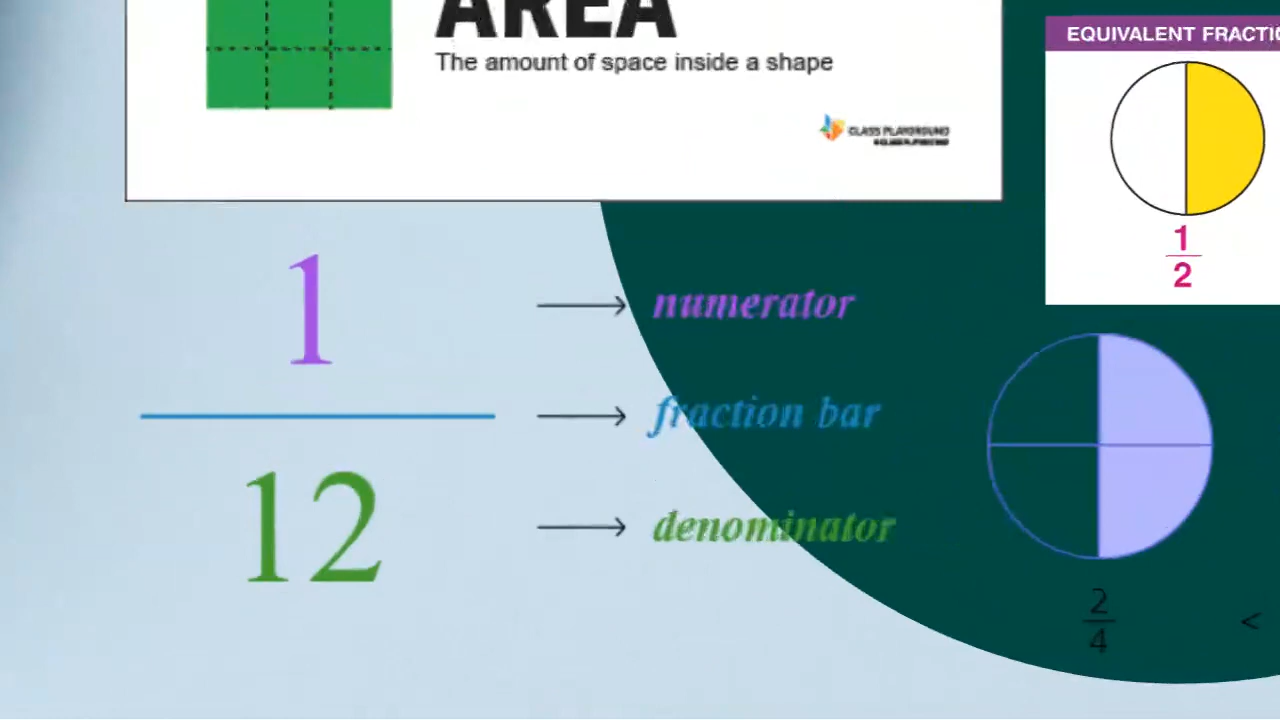 AREA
The amount of space inside a shape
CLASS PLAYGROUND
EQUIVALENT FRACTIO
1
2
1
12
numerator
fraction bar
denominator
2
4
<